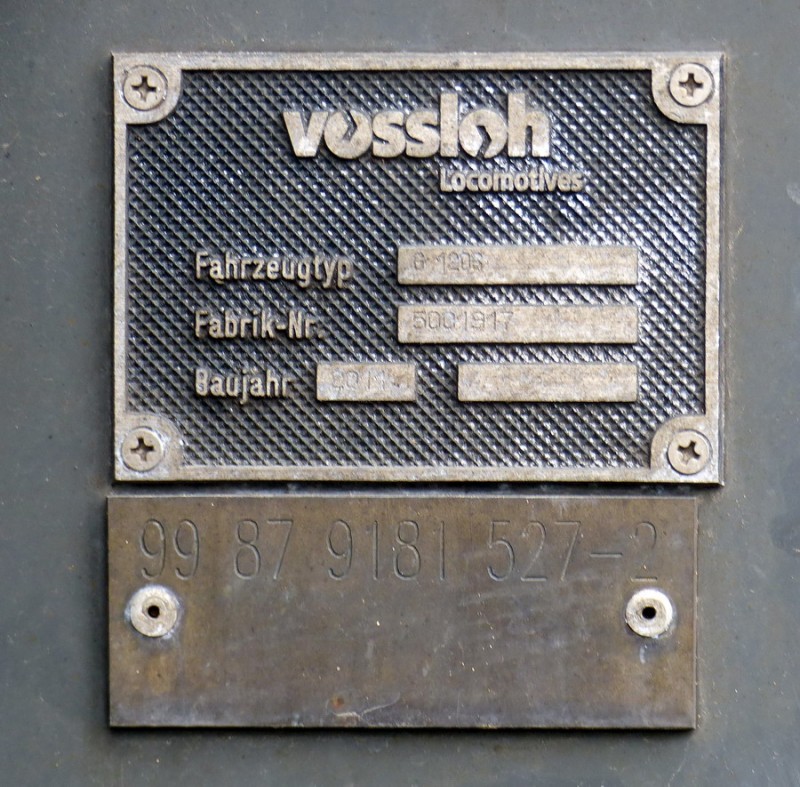 vossloh
Locomotives
Fahrzeugtyp G 1206
Fabrik-Nr. 5001917
Baujahr
99 87 9181 527-2